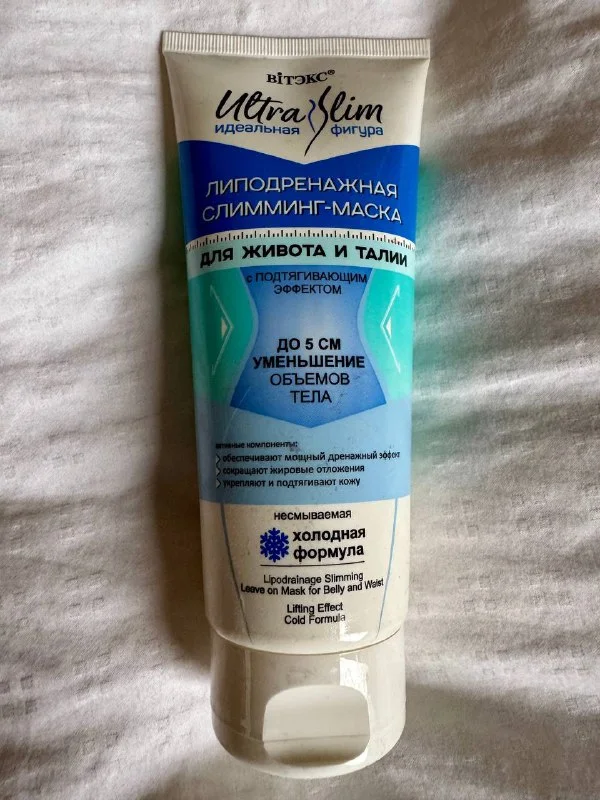 вiтэкс®
Ultra Slim
идеальная фигура
ЛИПОДРЕНАЖНАЯ
СЛИММИНГ-МАСКА
ДЛЯ ЖИВОТА И ТАЛИИ
с ПОДТЯГИВАЮЩИМ
ЭФФЕКТОМ
ДО 5 СМ
УМЕНЬШЕНИЕ
ОБЪЕМОВ
ТЕЛА
активные компоненты:
обеспечивают мощный дренажный эффект
сокращают жировые отложения
укрепляют и подтягивают кожу
несмываемая
холодная
формула
Lipodrainage Slimming
Leave on Mask for Belly and Waist
Lifting Effect
Cold Formula